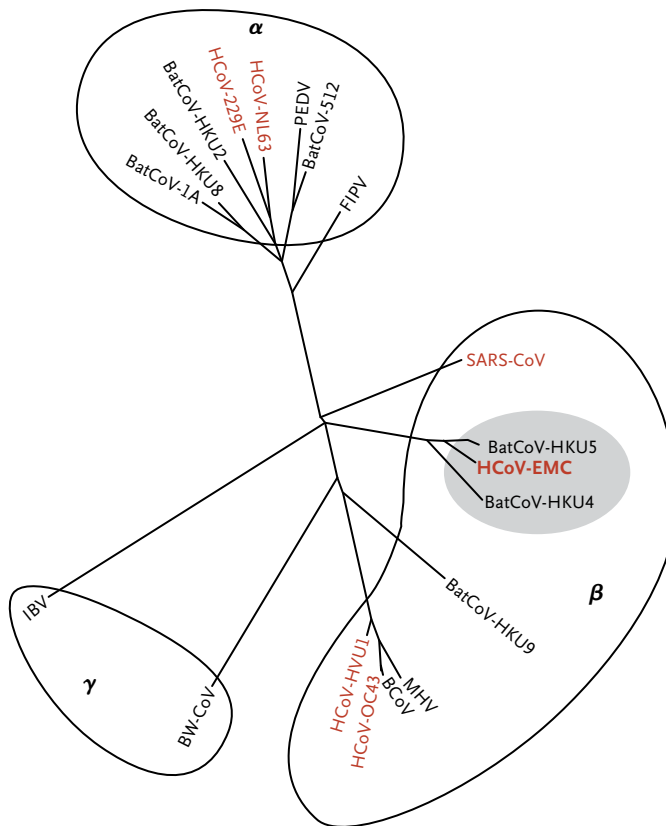 α
BatCoV-HKU2
HCoV-229E
HCoV-NL63
PEDV
BatCoV-512
BatCoV-HKU8
BatCoV-1A
FIPV
SARS-CoV
BatCoV-HKU5
HCoV-EMC
BatCoV-HKU4
BatCoV-HKU9
β
IBV
γ
BW-CoV
HCoV-HVU1
HCoV-OC43
BCoV
MHV